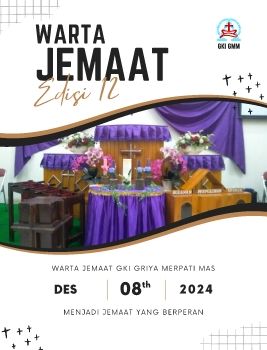 WARTA
JEMAAT
Edisi 12
GKI GMM
WARTA JEMAAT GKI GRIYA MERPATI MAS
DES
08th
2024
MENJADI JEMAAT YANG BERPERAN